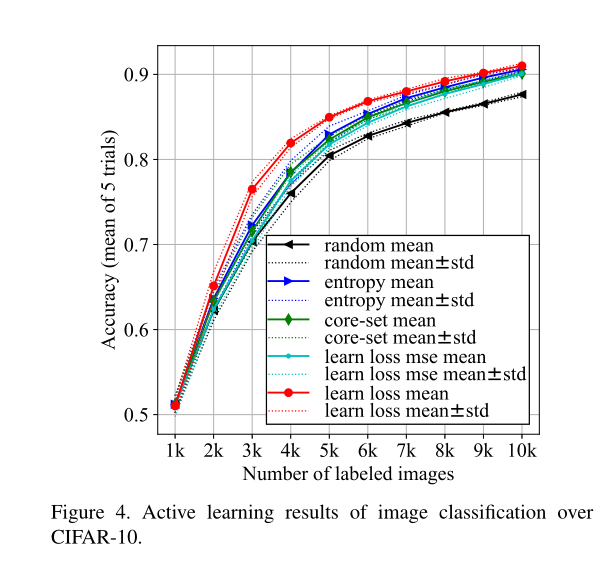 0.9
0.8
0.7
0.6
0.5
Accuracy (mean of 5 trials)
random mean
random mean±std
entropy mean
entropy mean±std
core-set mean
core-set mean±std
learn loss mse mean
learn loss mse mean±std
learn loss mean
learn loss mean±std
1k 2k 3k 4k 5k 6k 7k 8k 9k 10k
Number of labeled images
Figure 4. Active learning results of image classification over
CIFAR-10.